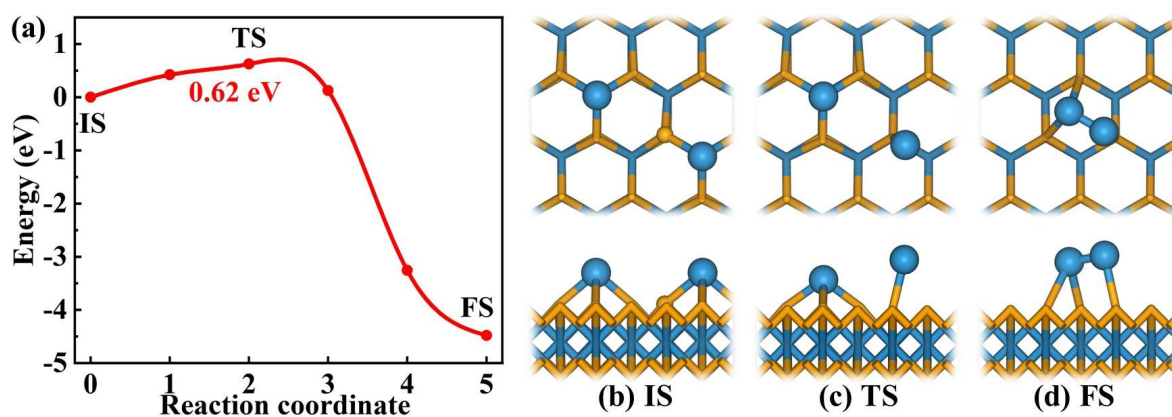 (a)
Energy (eV)
1
0
-1
-2
-3
-4
-5
IS
TS
0.62 eV
FS
0 1 2 3 4 5
Reaction coordinate
(b) IS
(c) TS
(d) FS